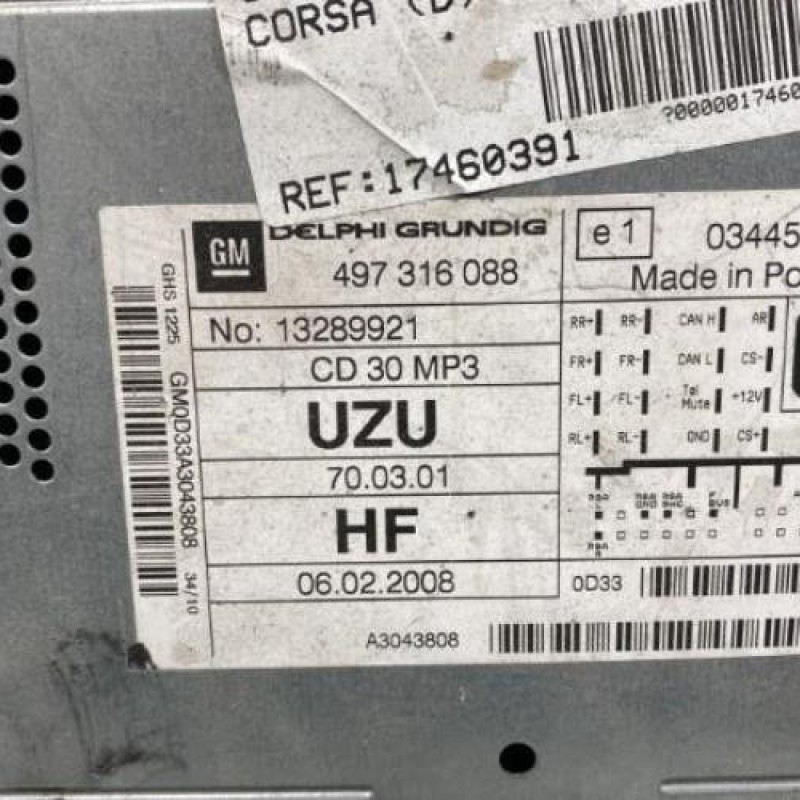 CORSA (D)
?0000017460
REF:17460391
GM
DELPHI GRUNDIG
497 316 088
e 1
03445
Made in Po
No: 13289921
CD 30 MP3
UZU
70.03.01
HF
06.02.2008
A3043808
GHS 1225
GM0D33A3043808
34/10
RR+ RR- CAN H AR
FR+ FR- CAN L CS-
FL+ FL- Tel Mute +12V
RL+ RL- GND CS+
0D33